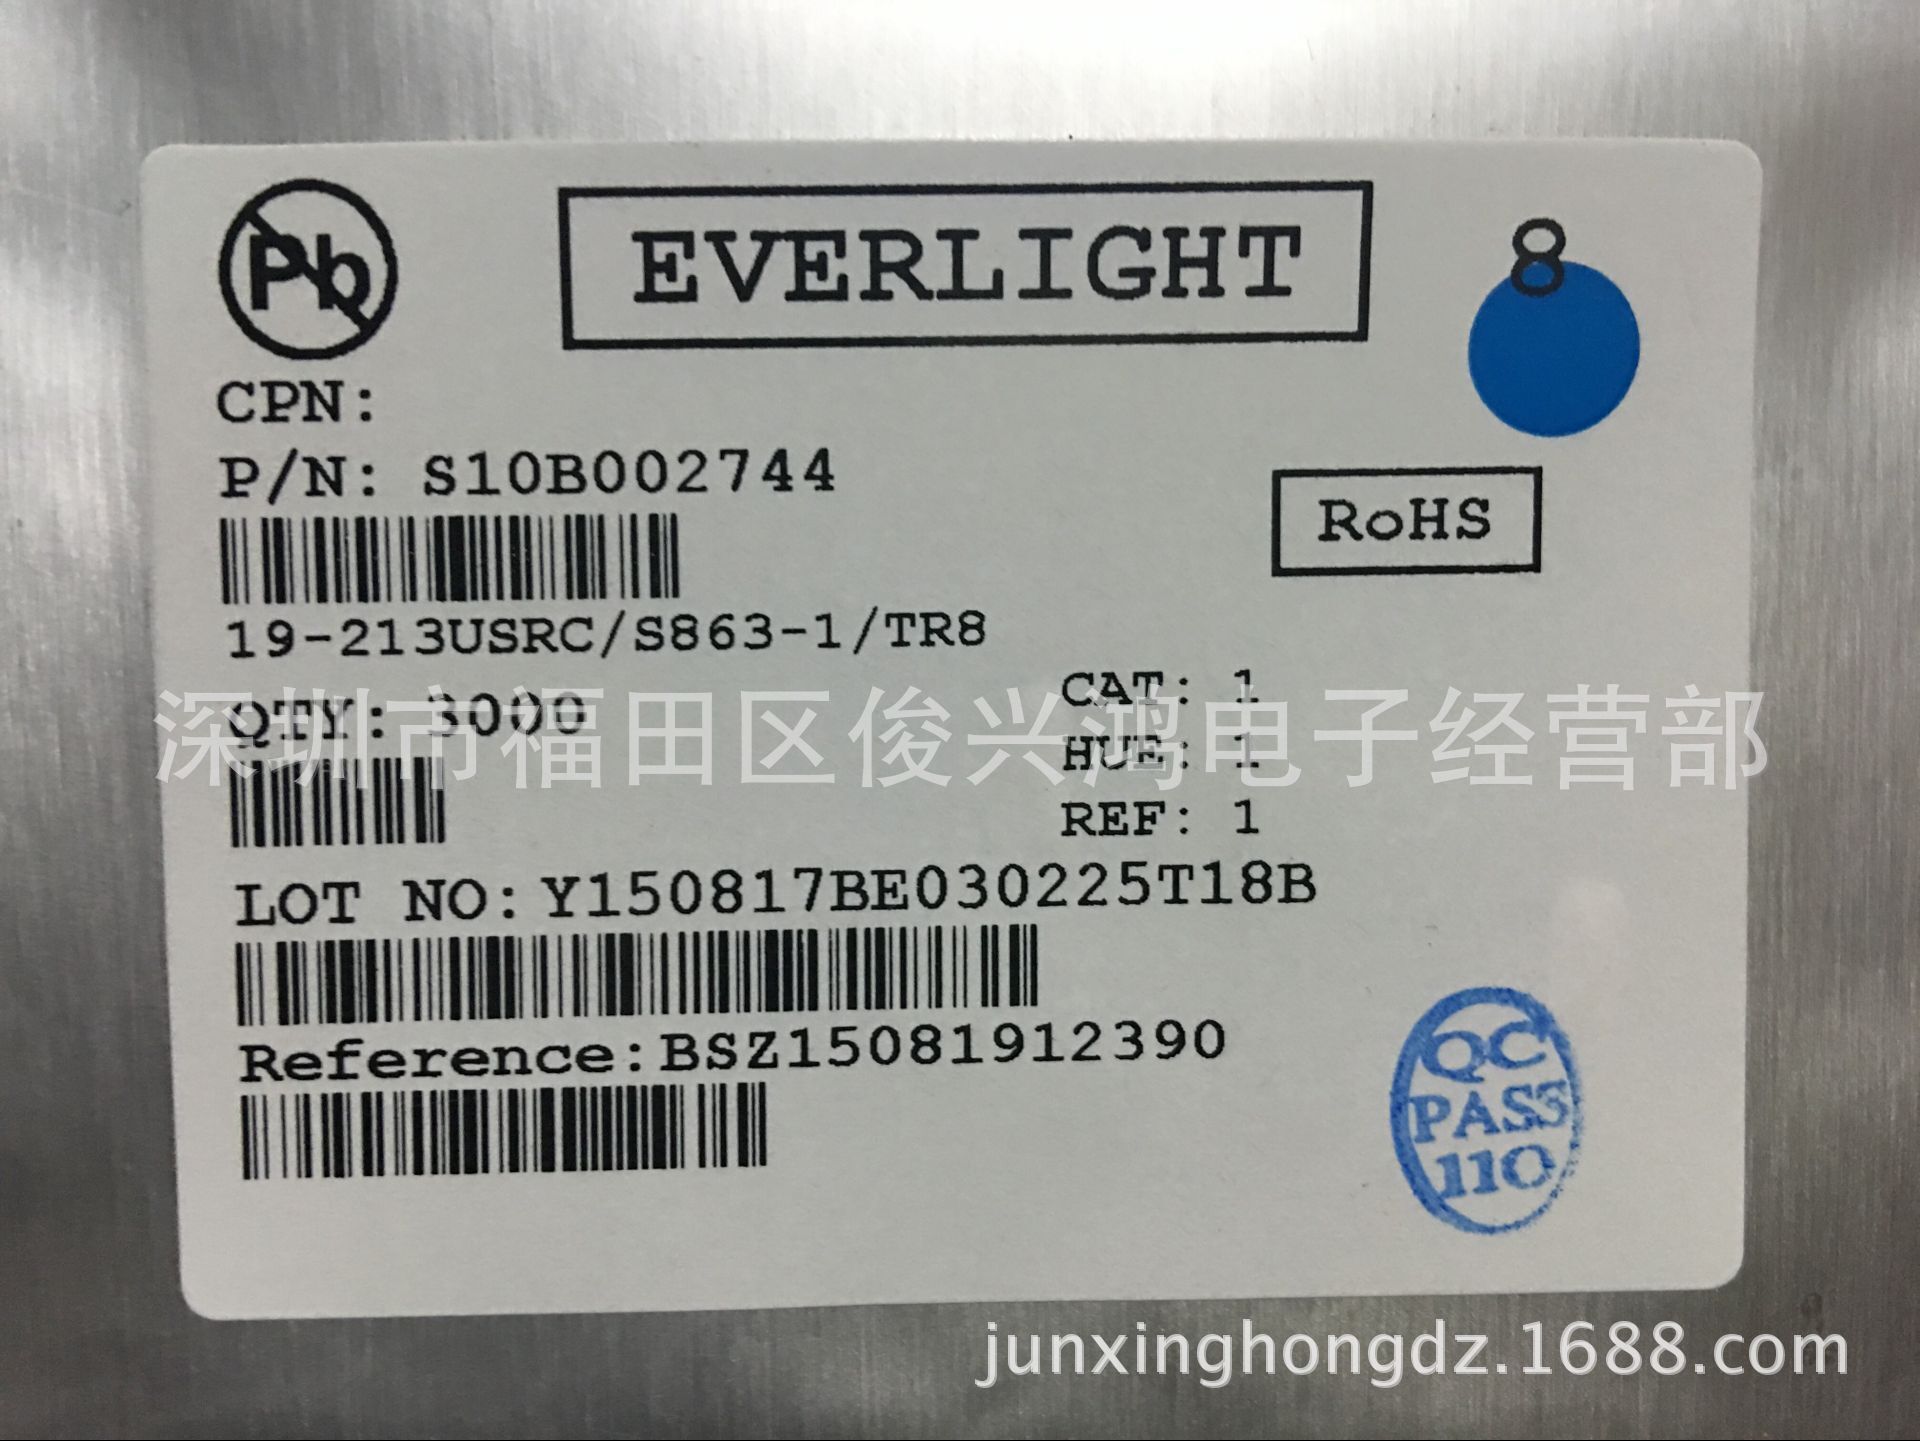 Pb
EVERLIGHT
8
CPN:
P/N: S10B002744
RoHS
19-213USRC/S863-1/TR8
QTY: 3000
CAT: 1
深圳市福田区俊兴鸿电子经营部
HUE: 1
REF: 1
LOT NO: Y150817BE030225T18B
Reference:BSZ15081912390
QC
PASS
110
junxinghongdz.1688.com